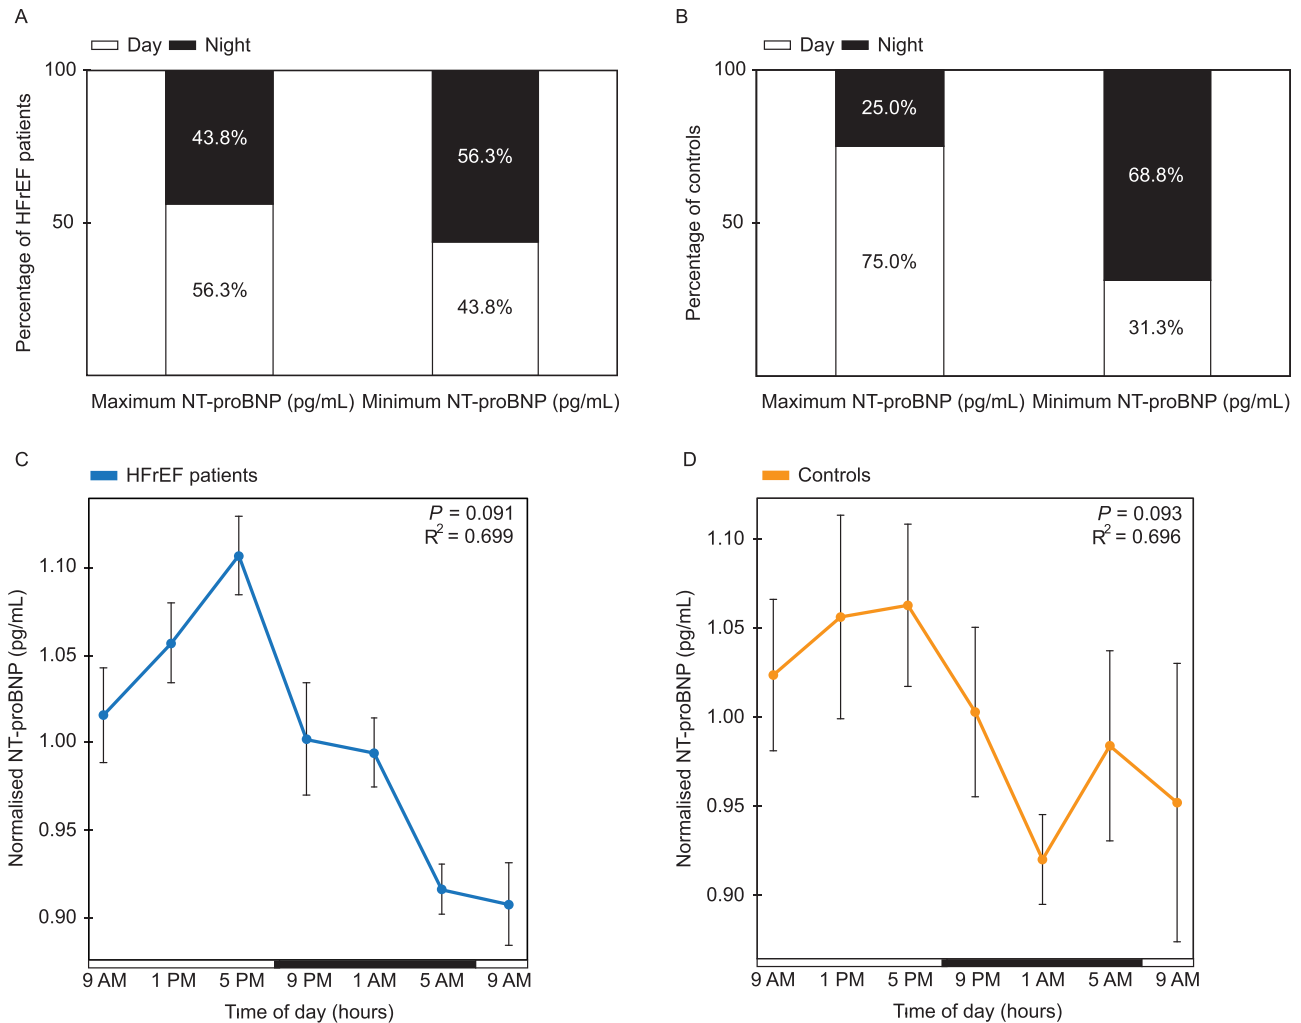 A
Day Night
Percentage of HFrEF patients
100
50
43.8%
56.3%
56.3%
43.8%
Maximum NT-proBNP (pg/mL) Minimum NT-proBNP (pg/mL)
B
Day Night
Percentage of controls
100
50
25.0%
75.0%
68.8%
31.3%
Maximum NT-proBNP (pg/mL) Minimum NT-proBNP (pg/mL)
C
HFrEF patients
P = 0.091
R² = 0.699
Normalised NT-proBNP (pg/mL)
1.10
1.05
1.00
0.95
0.90
9 AM 1 PM 5 PM 9 PM 1 AM 5 AM 9 AM
Time of day (hours)
D
Controls
P = 0.093
R² = 0.696
Normalised NT-proBNP (pg/mL)
1.10
1.05
1.00
0.95
0.90
9 AM 1 PM 5 PM 9 PM 1 AM 5 AM 9 AM
Time of day (hours)